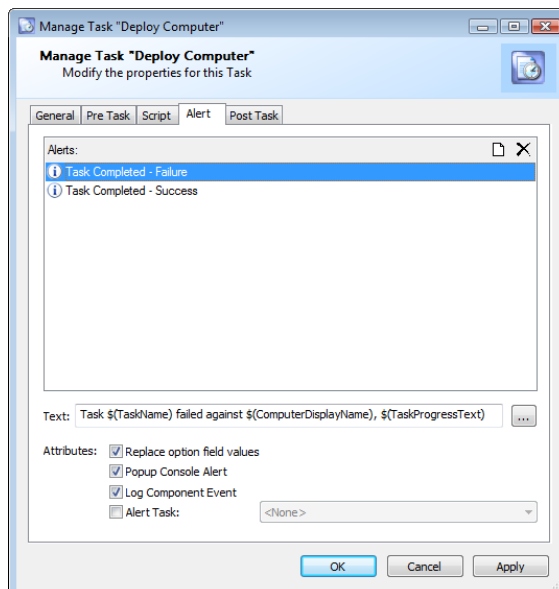 Manage Task "Deploy Computer"
Manage Task "Deploy Computer"
Modify the properties for this Task
General Pre Task Script Alert Post Task
Alerts:
Task Completed - Failure
Task Completed - Success
Text: Task $(TaskName) failed against $(ComputerDisplayName), $(TaskProgressText) ...
Attributes: Replace option field values
Popup Console Alert
Log Component Event
Alert Task: <None>
OK Cancel Apply